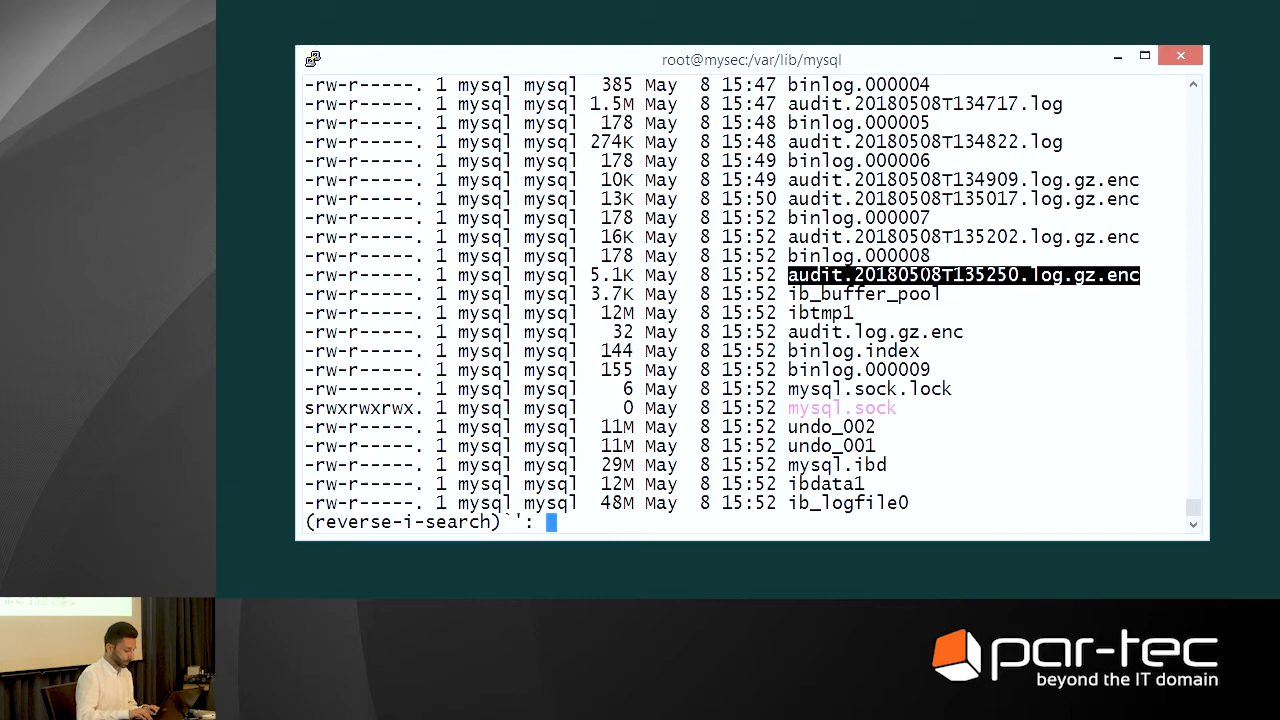 root@mysec:/var/lib/mysql
-rw-r-----. 1 mysql mysql 385 May 8 15:47 binlog.000004
-rw-r-----. 1 mysql mysql 1.5M May 8 15:47 audit.20180508T134717.log
-rw-r-----. 1 mysql mysql 178 May 8 15:48 binlog.000005
-rw-r-----. 1 mysql mysql 274K May 8 15:48 audit.20180508T134822.log
-rw-r-----. 1 mysql mysql 178 May 8 15:49 binlog.000006
-rw-r-----. 1 mysql mysql 10K May 8 15:49 audit.20180508T134909.log.gz.enc
-rw-r-----. 1 mysql mysql 13K May 8 15:50 audit.20180508T135017.log.gz.enc
-rw-r-----. 1 mysql mysql 178 May 8 15:52 binlog.000007
-rw-r-----. 1 mysql mysql 16K May 8 15:52 audit.20180508T135202.log.gz.enc
-rw-r-----. 1 mysql mysql 178 May 8 15:52 binlog.000008
-rw-r-----. 1 mysql mysql 5.1K May 8 15:52 audit.20180508T135250.log.gz.enc
-rw-r-----. 1 mysql mysql 3.7K May 8 15:52 ib_buffer_pool
-rw-r-----. 1 mysql mysql 12M May 8 15:52 ibtmp1
-rw-r-----. 1 mysql mysql 32 May 8 15:52 audit.log.gz.enc
-rw-r-----. 1 mysql mysql 144 May 8 15:52 binlog.index
-rw-r-----. 1 mysql mysql 155 May 8 15:52 binlog.000009
-rw-------. 1 mysql mysql 6 May 8 15:52 mysql.sock.lock
srwxrwxrwx. 1 mysql mysql 0 May 8 15:52 mysql.sock
-rw-r-----. 1 mysql mysql 11M May 8 15:52 undo_002
-rw-r-----. 1 mysql mysql 11M May 8 15:52 undo_001
-rw-r-----. 1 mysql mysql 29M May 8 15:52 mysql.ibd
-rw-r-----. 1 mysql mysql 12M May 8 15:52 ibdata1
-rw-r-----. 1 mysql mysql 48M May 8 15:52 ib_logfile0
(reverse-i-search)`':
par-tec
beyond the IT domain